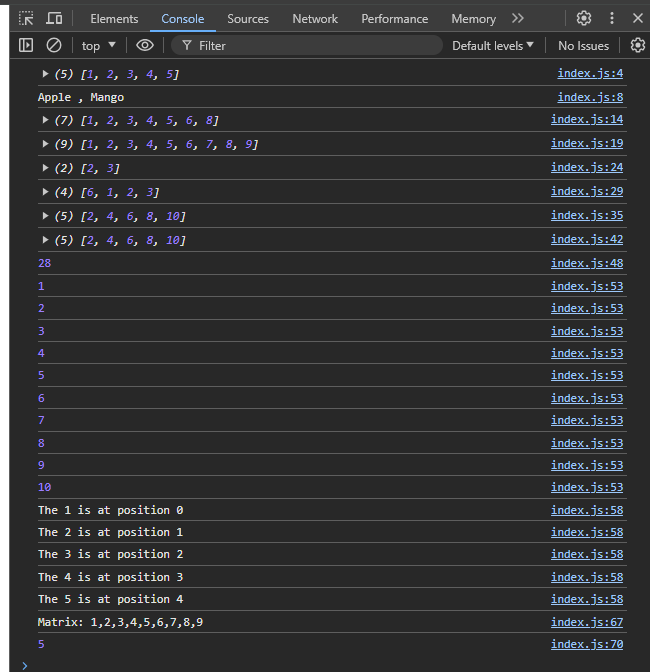 Elements Console Sources Network Performance Memory
top Filter Default levels No Issues
(5) [1, 2, 3, 4, 5] index.js:4
Apple , Mango index.js:8
(7) [1, 2, 3, 4, 5, 6, 8] index.js:14
(9) [1, 2, 3, 4, 5, 6, 7, 8, 9] index.js:19
(2) [2, 3] index.js:24
(4) [6, 1, 2, 3] index.js:29
(5) [2, 4, 6, 8, 10] index.js:35
(5) [2, 4, 6, 8, 10] index.js:42
28 index.js:48
1 index.js:53
2 index.js:53
3 index.js:53
4 index.js:53
5 index.js:53
6 index.js:53
7 index.js:53
8 index.js:53
9 index.js:53
10 index.js:53
The 1 is at position 0 index.js:58
The 2 is at position 1 index.js:58
The 3 is at position 2 index.js:58
The 4 is at position 3 index.js:58
The 5 is at position 4 index.js:58
Matrix: 1,2,3,4,5,6,7,8,9 index.js:67
5 index.js:70